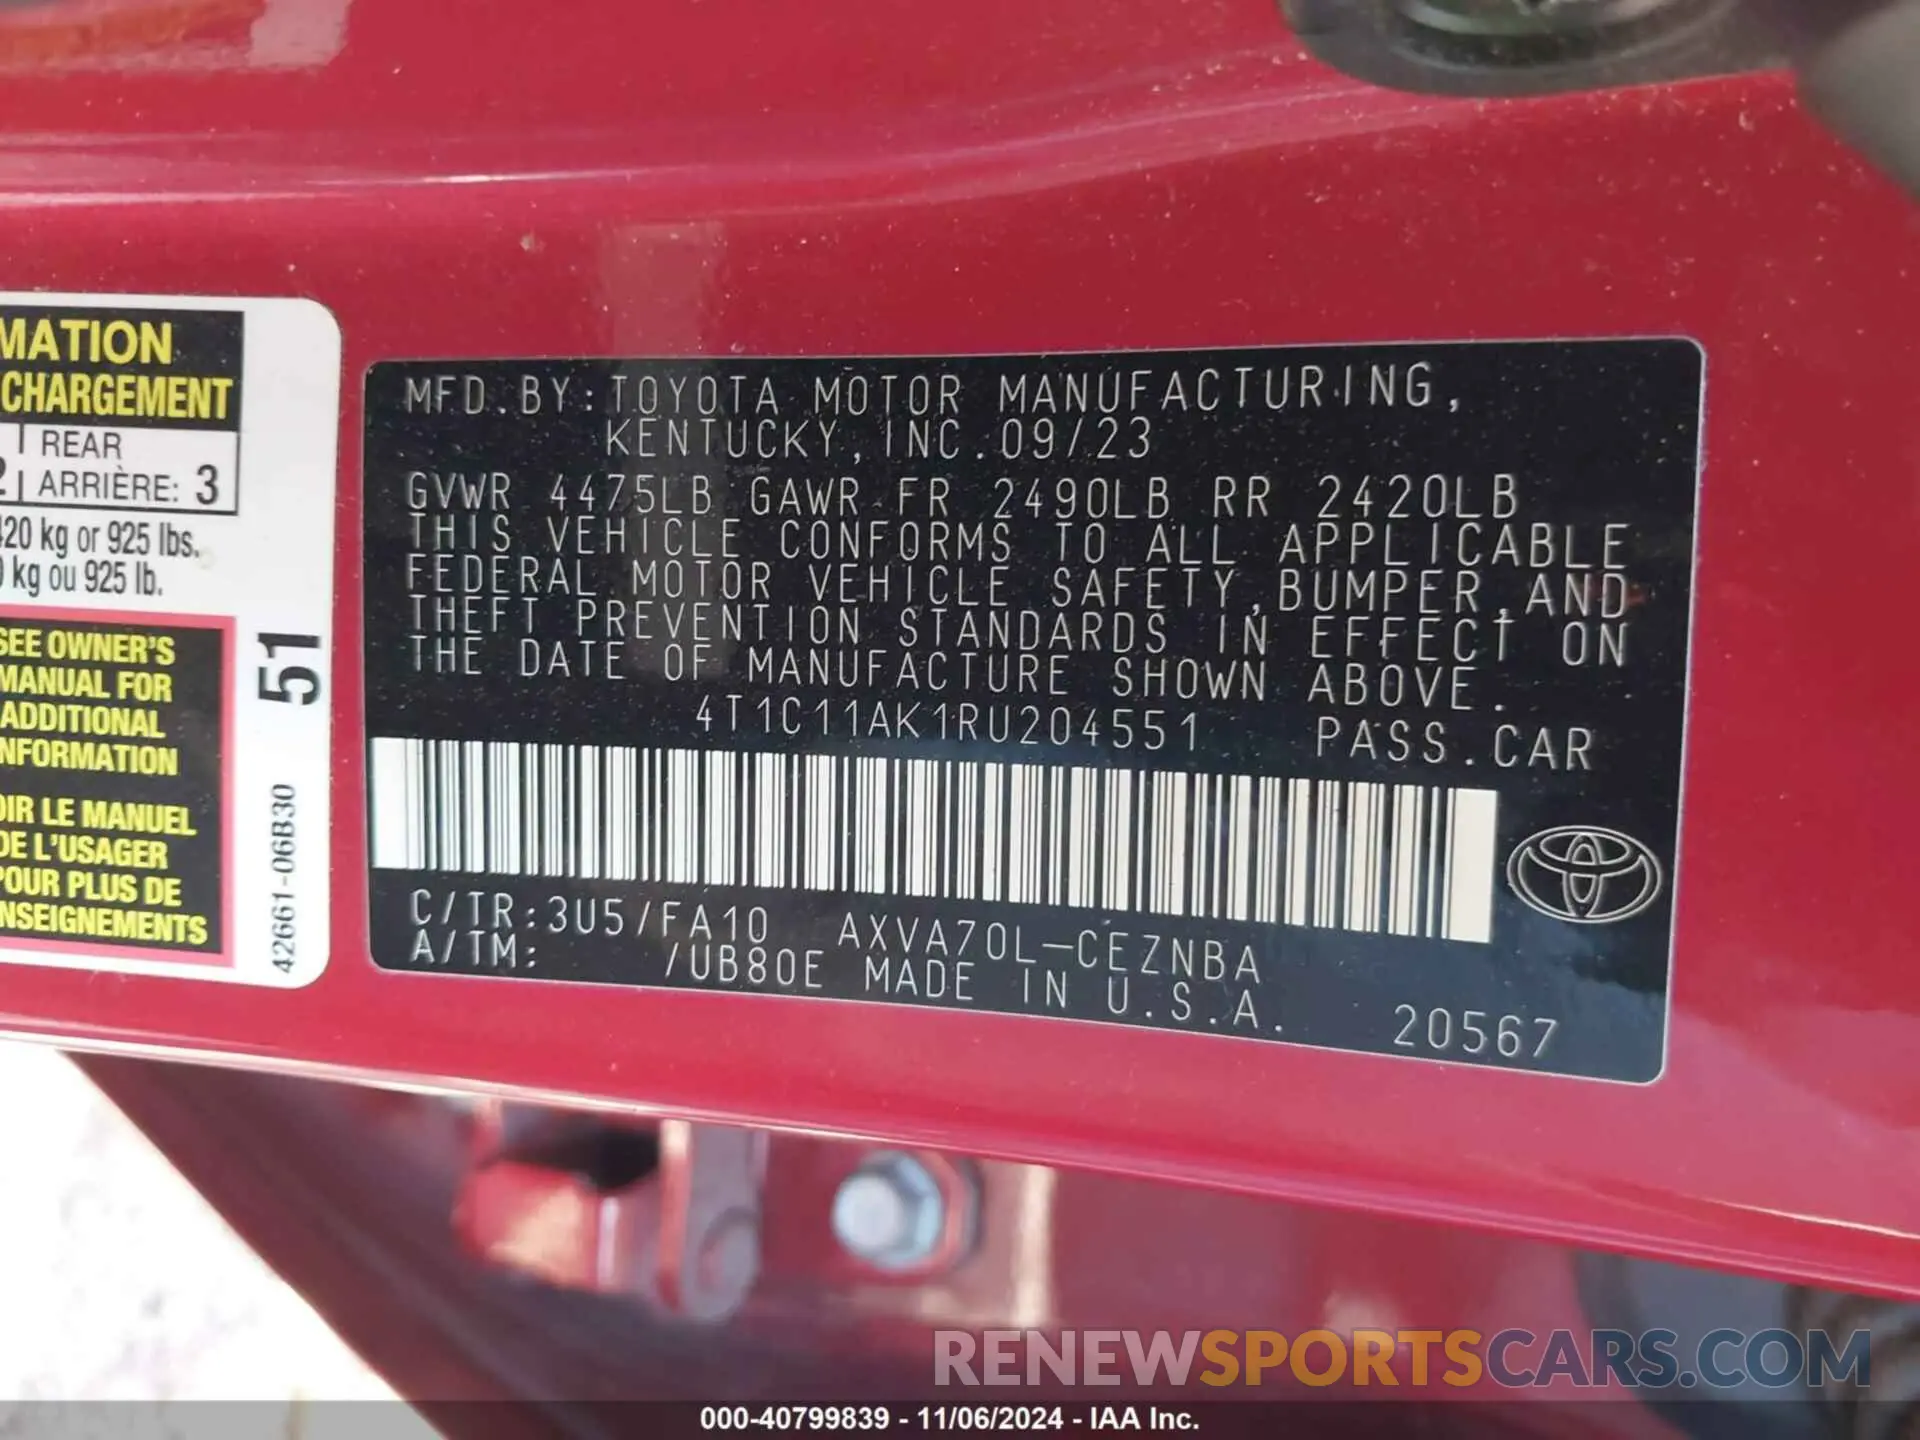 MATION
CHARGEMENT
REAR
ARRIÈRE: 3
420 kg or 925 lbs.
kg ou 925 lb.
SEE OWNER'S
MANUAL FOR
ADDITIONAL
INFORMATION
OIR LE MANUEL
DE L'USAGER
POUR PLUS DE
NSEIGNEMENTS
51
42661-06B30
MFD.BY:TOYOTA MOTOR MANUFACTURING,
KENTUCKY,INC.09/23
GVWR 4475LB GAWR FR 2490LB RR 2420LB
THIS VEHICLE CONFORMS TO ALL APPLICABLE
FEDERAL MOTOR VEHICLE SAFETY,BUMPER,AND
THEFT PREVENTION STANDARDS IN EFFECT ON
THE DATE OF MANUFACTURE SHOWN ABOVE.
4T1C11AK1RU204551 PASS.CAR
C/TR:3U5/FA10 AXVA70L-CEZNBA
A/TM: /UB80E MADE IN U.S.A.
20567
RENEWSPORTSCARS.COM
000-40799839 - 11/06/2024 - IAA Inc.